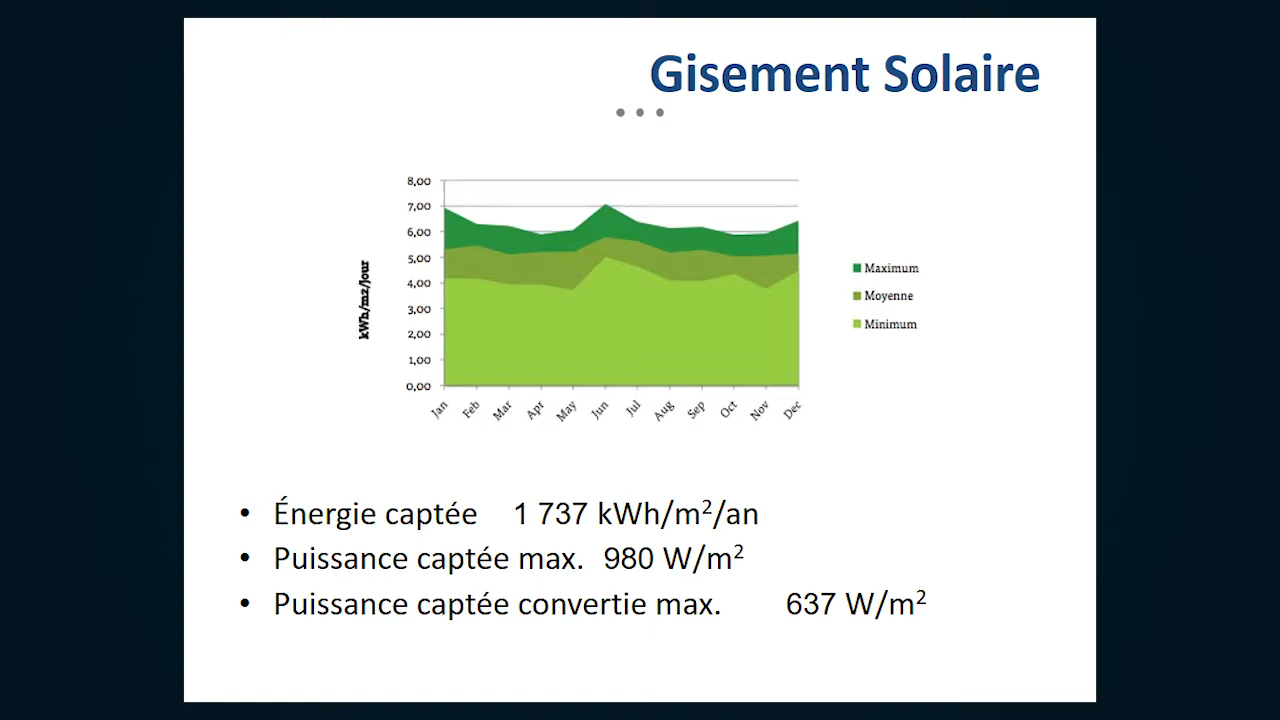 Gisement Solaire
8,00
7,00
6,00
5,00
4,00
3,00
2,00
1,00
0,00
kWh/m2/jour
Jan Feb Mar Apr May Jun Jul Aug Sep Oct Nov Dec
Maximum
Moyenne
Minimum
• Énergie captée 1 737 kWh/m²/an
• Puissance captée max. 980 W/m²
• Puissance captée convertie max. 637 W/m²